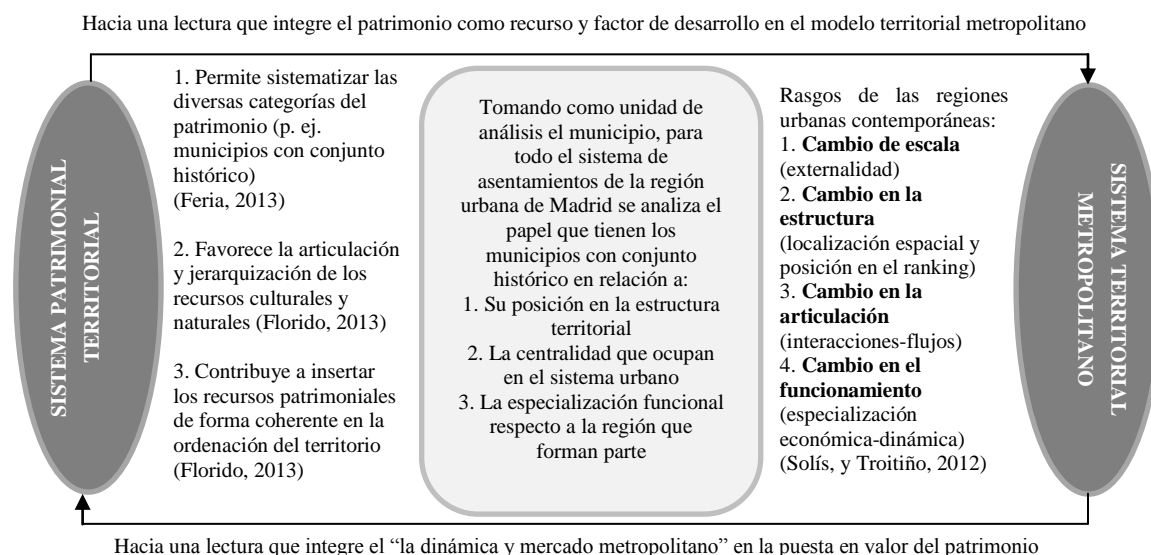 Hacia una lectura que integre el patrimonio como recurso y factor de desarrollo en el modelo territorial metropolitano
SISTEMA PATRIMONIAL
TERRITORIAL
1. Permite sistematizar las
diversas categorías del
patrimonio (p. ej.
municipios con conjunto
histórico)
(Feria, 2013)
2. Favorece la articulación
y jerarquización de los
recursos culturales y
naturales (Florido, 2013)
3. Contribuye a insertar
los recursos patrimoniales
de forma coherente en la
ordenación del territorio
(Florido, 2013)
Tomando como unidad de
análisis el municipio, para
todo el sistema de
asentamientos de la región
urbana de Madrid se analiza el
papel que tienen los
municipios con conjunto
histórico en relación a:
1. Su posición en la estructura
territorial
2. La centralidad que ocupan
en el sistema urbano
3. La especialización funcional
respecto a la región que
forman parte
Rasgos de las regiones
urbanas contemporáneas:
1. Cambio de escala
(externalidad)
2. Cambio en la
estructura
(localización espacial y
posición en el ranking)
3. Cambio en la
articulación
(interacciones-flujos)
4. Cambio en el
funcionamiento
(especialización
económica-dinámica)
(Solís, y Troitiño, 2012)
SISTEMA TERRITORIAL
METROPOLITANO
Hacia una lectura que integre el “la dinámica y mercado metropolitano” en la puesta en valor del patrimonio